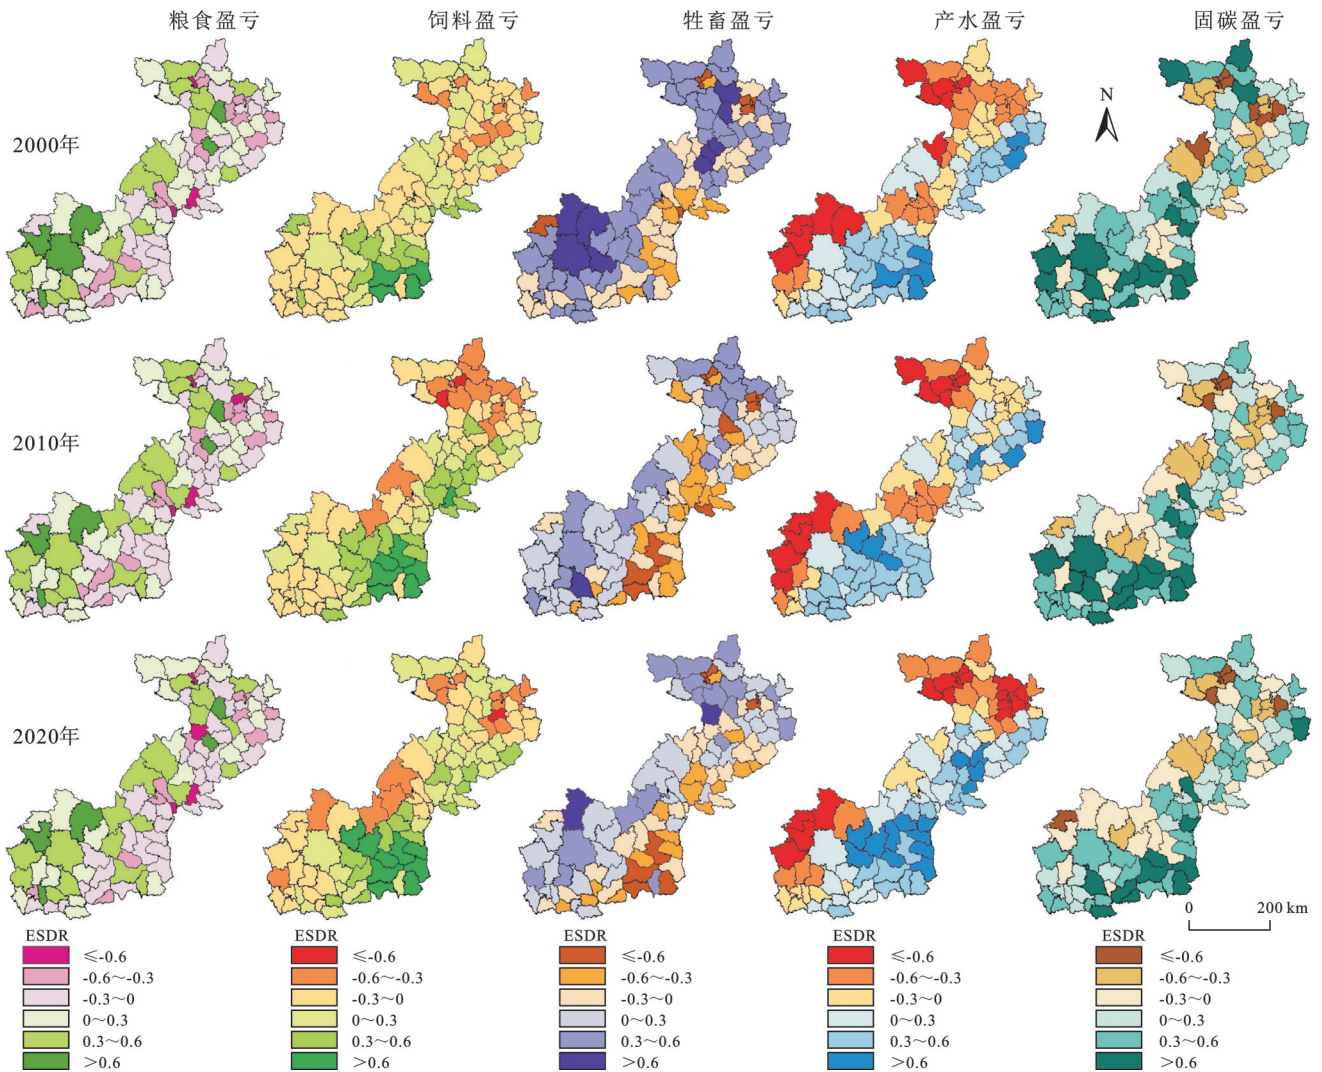 粮食盈亏 饲料盈亏 牲畜盈亏 产水盈亏 固碳盈亏
N
2000年
2010年
2020年
0 200 km
ESDR ESDR ESDR ESDR ESDR
≤-0.6 ≤-0.6 ≤-0.6 ≤-0.6 ≤-0.6
-0.6～-0.3 -0.6～-0.3 -0.6～-0.3 -0.6～-0.3 -0.6～-0.3
-0.3～0 -0.3～0 -0.3～0 -0.3～0 -0.3～0
0～0.3 0～0.3 0～0.3 0～0.3 0～0.3
0.3～0.6 0.3～0.6 0.3～0.6 0.3～0.6 0.3～0.6
＞0.6 ＞0.6 ＞0.6 ＞0.6 ＞0.6